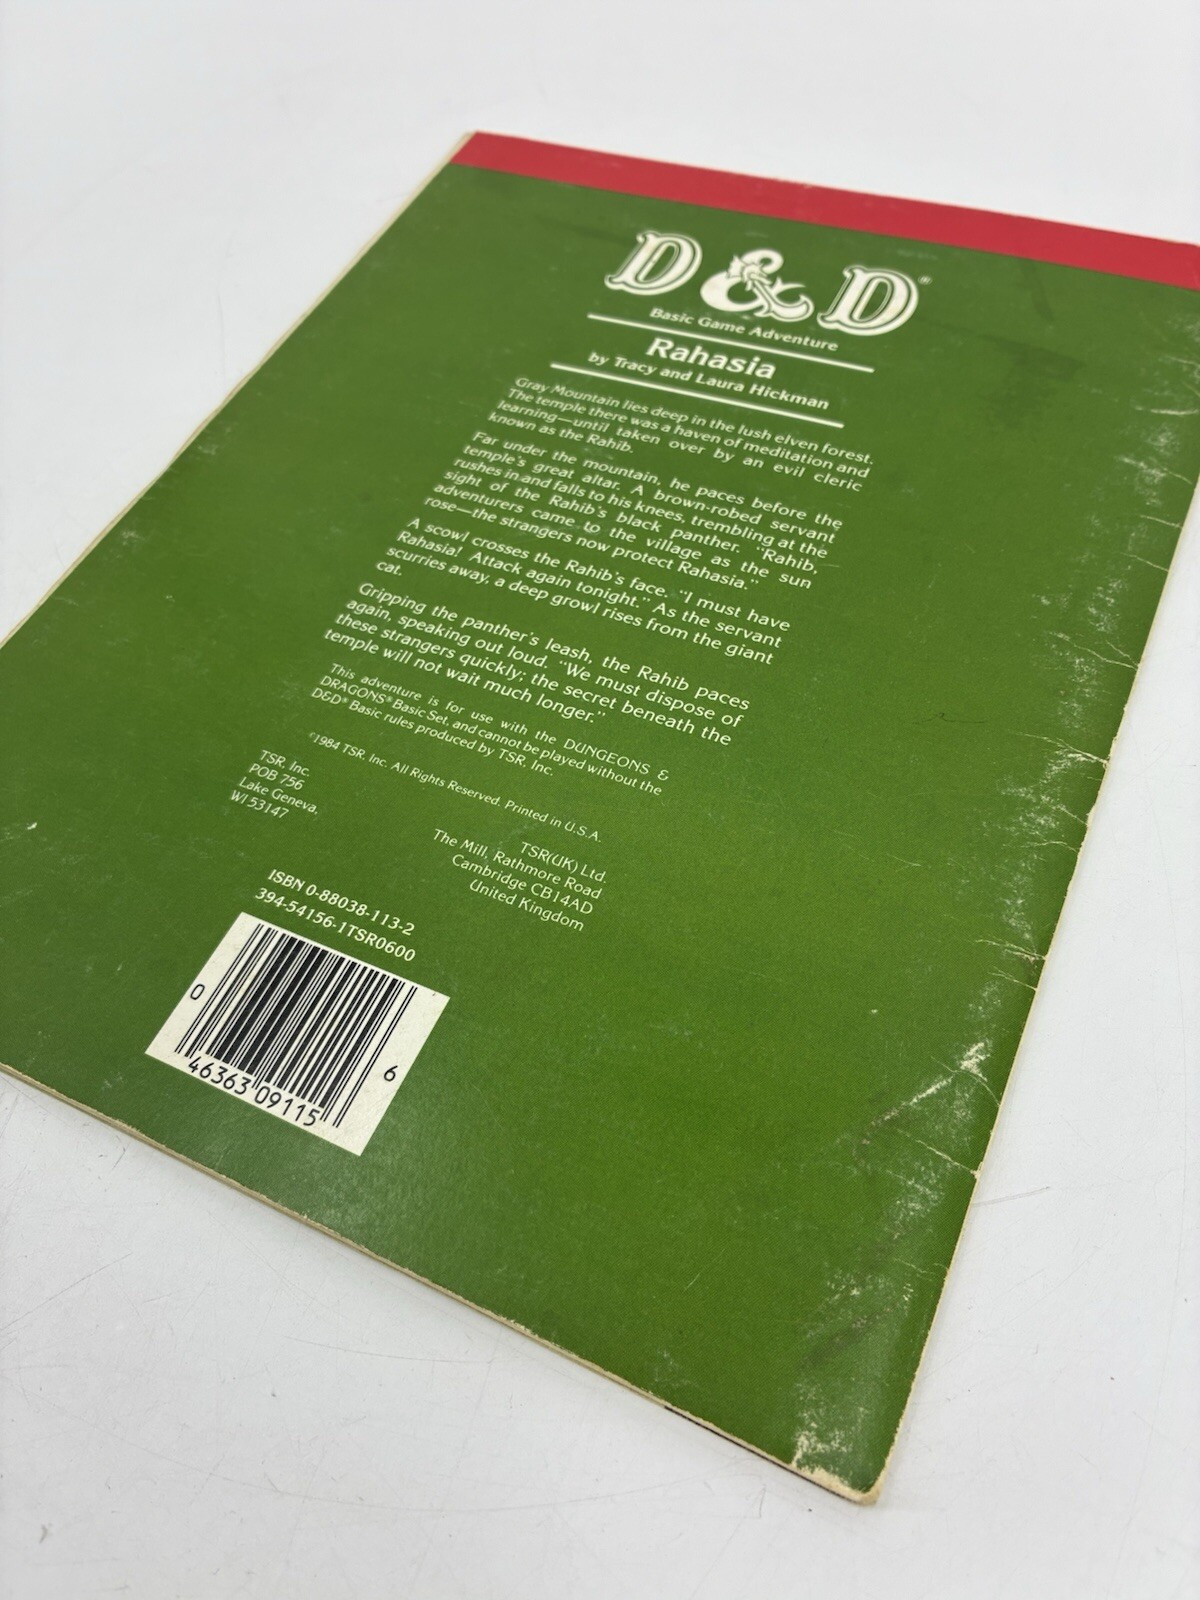 D&D®
Basic Game Adventure
Rahasia
by Tracy and Laura Hickman
Gray Mountain lies deep in the lush elven forest.
The temple there was a haven of meditation and
learning—until taken over by an evil cleric
known as the Rahib.
Far under the mountain, he paces before the
temple's great altar. A brown-robed servant
rushes in and falls to his knees, trembling at the
sight of the Rahib's black panther. "Rahib,
adventurers came to the village as the sun
rose—the strangers now protect Rahasia."
A scowl crosses the Rahib's face. "I must have
Rahasia! Attack again tonight." As the servant
scurries away, a deep growl rises from the giant
cat.
Gripping the panther's leash, the Rahib paces
again, speaking out loud. "We must dispose of
these strangers quickly; the secret beneath the
temple will not wait much longer."
This adventure is for use with the DUNGEONS &
DRAGONS® Basic Set, and cannot be played without the
D&D® Basic rules produced by TSR, Inc.
©1984 TSR, Inc. All Rights Reserved. Printed in U.S.A.
TSR, Inc.
POB 756
Lake Geneva,
WI 53147
TSR(UK) Ltd.
The Mill, Rathmore Road
Cambridge CB14AD
United Kingdom
ISBN 0-88038-113-2
394-54156-1TSR0600
0 46363 09115 6